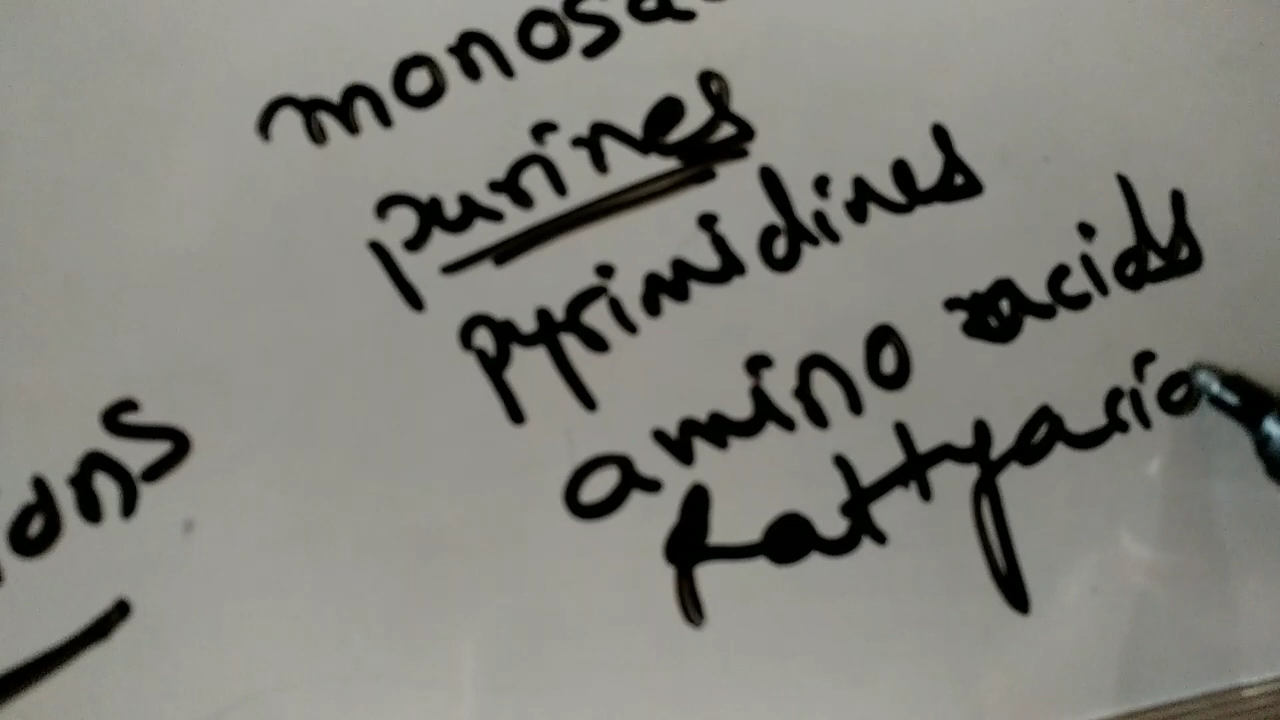 monosa
purines
pyrimidines
amino acids
fattyacid
ons